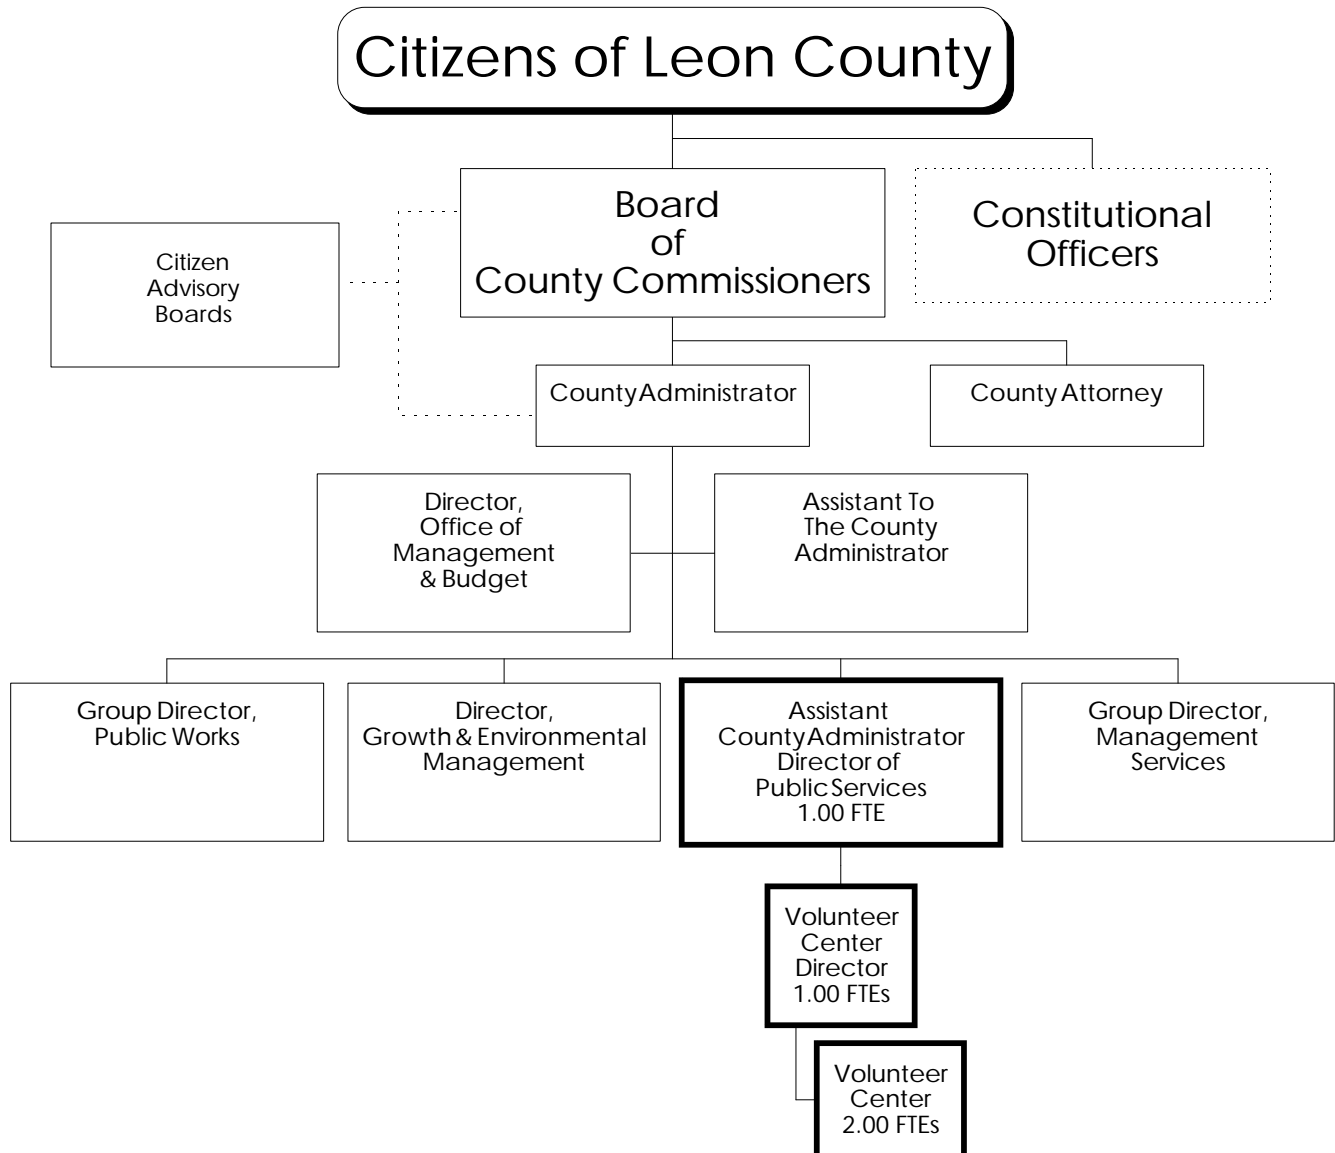 Citizens of Leon County
Board
of
County Commissioners
Constitutional
Officers
Citizen
Advisory
Boards
County Administrator
County Attorney
Director,
Office of
Management
& Budget
Assistant To
The County
Administrator
Group Director,
Public Works
Director,
Growth & Environmental
Management
Assistant
County Administrator
Director of
Public Services
1.00 FTE
Group Director,
Management
Services
Volunteer
Center
Director
1.00 FTEs
Volunteer
Center
2.00 FTEs